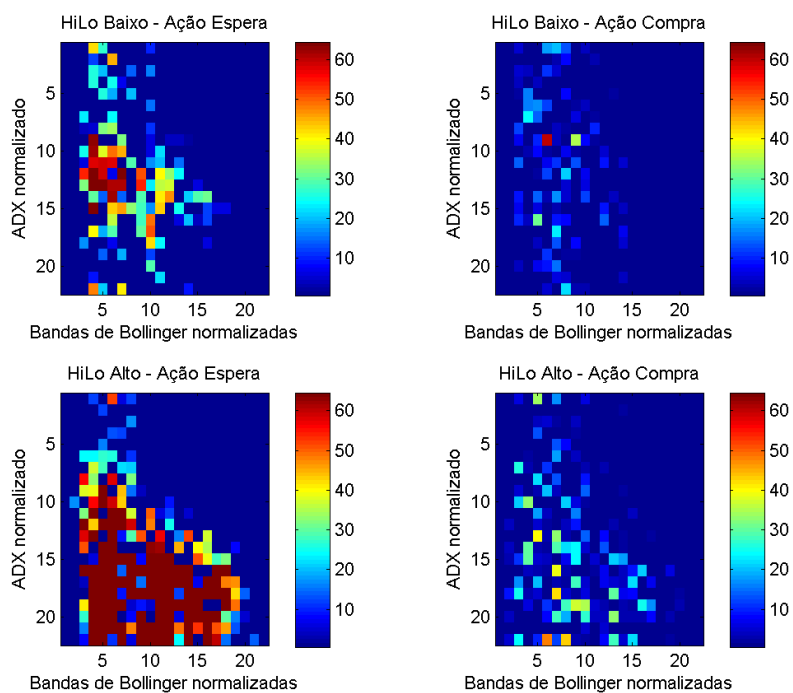 HiLo Baixo - Ação Espera
ADX normalizado
5
10
15
20
5 10 15 20
Bandas de Bollinger normalizadas
60
50
40
30
20
10
HiLo Baixo - Ação Compra
ADX normalizado
5
10
15
20
5 10 15 20
Bandas de Bollinger normalizadas
60
50
40
30
20
10
HiLo Alto - Ação Espera
ADX normalizado
5
10
15
20
5 10 15 20
Bandas de Bollinger normalizadas
60
50
40
30
20
10
HiLo Alto - Ação Compra
ADX normalizado
5
10
15
20
5 10 15 20
Bandas de Bollinger normalizadas
60
50
40
30
20
10